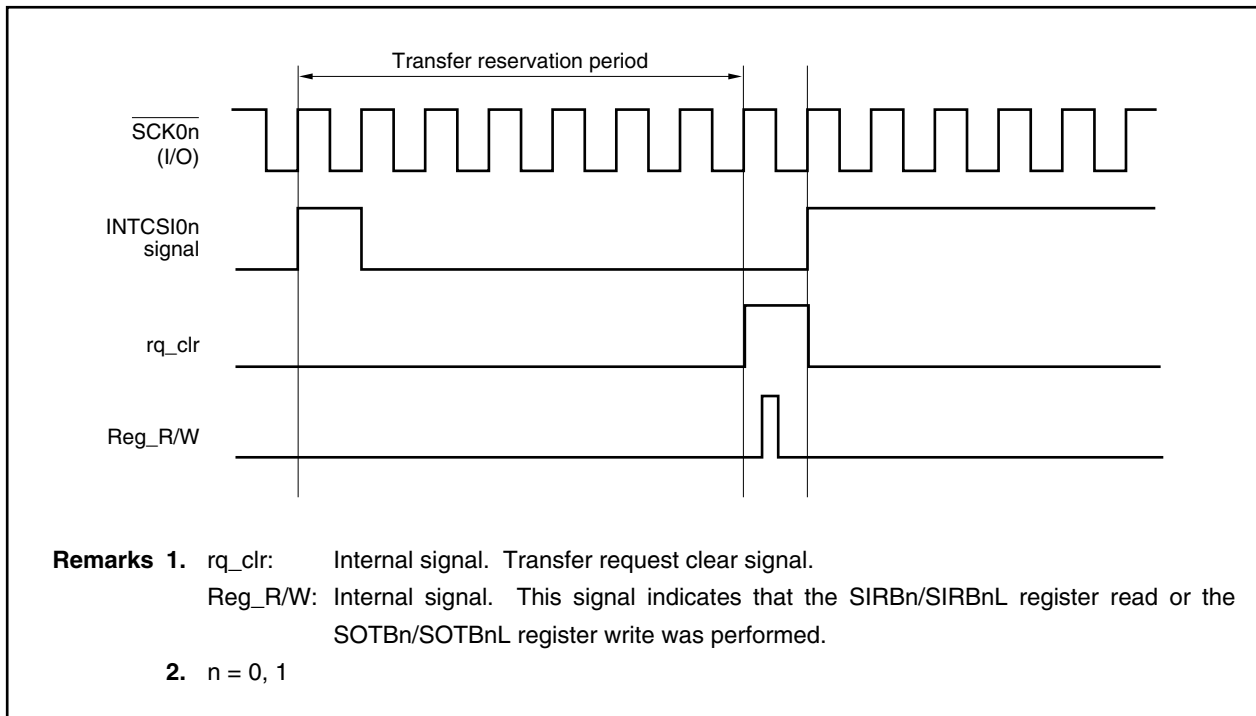 Transfer reservation period
SCK0n
(I/O)
INTCSI0n
signal
rq_clr
Reg_R/W
Remarks 1. rq_clr: Internal signal. Transfer request clear signal.
Reg_R/W: Internal signal. This signal indicates that the SIRBn/SIRBnL register read or the
SOTBn/SOTBnL register write was performed.
2. n = 0, 1